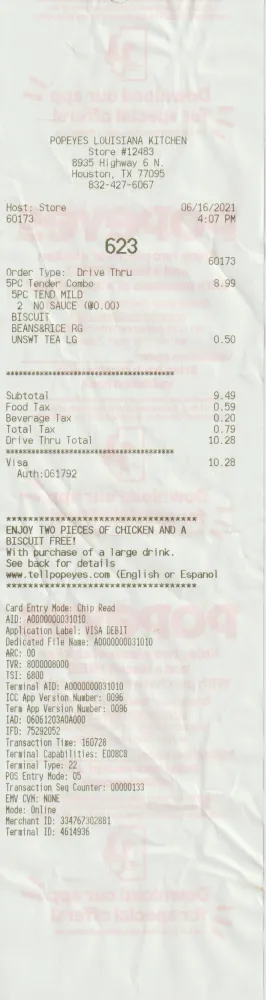 POPEYES LOUISIANA KITCHEN
Store #12483
8935 Highway 6 N.
Houston, TX 77095
832-427-6067
Host: Store 06/16/2021
60173 4:07 PM
623
60173
Order Type: Drive Thru
5PC Tender Combo 8.99
5PC TEND MILD
2 NO SAUCE (@0.00)
BISCUIT
BEANS&RICE RG
UNSWT TEA LG 0.50
****************************************
Subtotal 9.49
Food Tax 0.59
Beverage Tax 0.20
Total Tax 0.79
Drive Thru Total 10.28
****************************************
Visa 10.28
Auth:061792
************************************
ENJOY TWO PIECES OF CHICKEN AND A
BISCUIT FREE!
With purchase of a large drink.
See back for details
www.tellpopeyes.com (English or Espanol
************************************
Card Entry Mode: Chip Read
AID: A0000000031010
Application Label: VISA DEBIT
Dedicated File Name: A0000000031010
ARC: 00
TVR: 8000008000
TSI: 6800
Terminal AID: A0000000031010
ICC App Version Number: 0096
Term App Version Number: 0096
IAD: 06061203A0A000
IFD: 75292052
Transaction Time: 160728
Terminal Capabilities: E008C8
Terminal Type: 22
POS Entry Mode: 05
Transaction Seq Counter: 00000133
EMV CVM: NONE
Mode: Online
Merchant ID: 334767302881
Terminal ID: 4614936